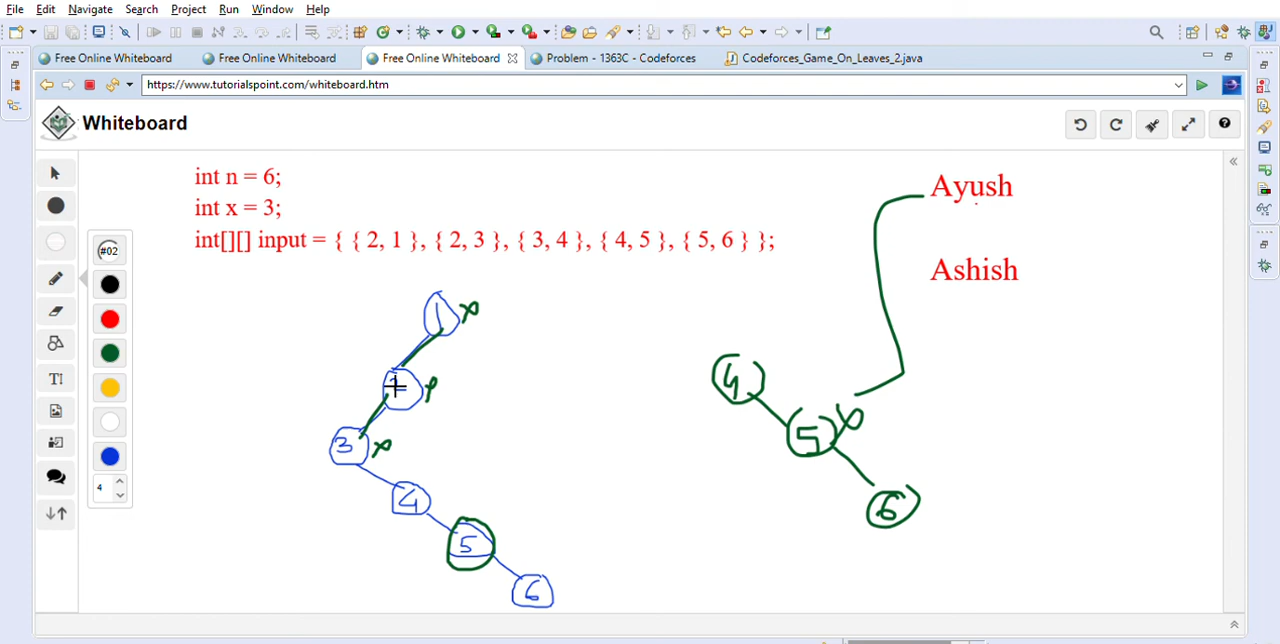 File Edit Navigate Search Project Run Window Help
Free Online Whiteboard Free Online Whiteboard Free Online Whiteboard Problem - 1363C - Codeforces Codeforces_Game_On_Leaves_2.java
https://www.tutorialspoint.com/whiteboard.htm
Whiteboard
int n = 6;
int x = 3;
int[][] input = { { 2, 1 }, { 2, 3 }, { 3, 4 }, { 4, 5 }, { 5, 6 } };
Ayush
Ashish
#02
TI
4
1
3
4
5
6
4
5
6